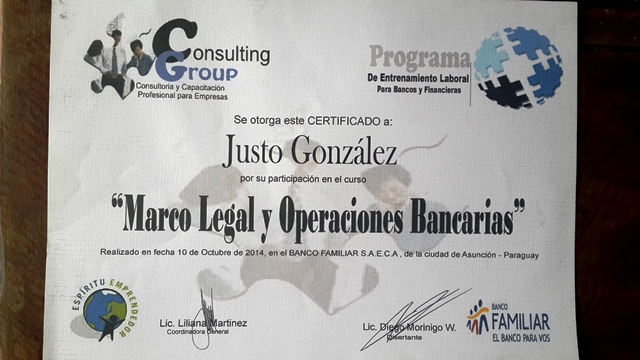 Consulting
Group
Consultoria y Capacitación
Profesional para Empresas
Programa
De Entrenamiento Laboral
Para Bancos y Financieras
Se otorga este CERTIFICADO a:
Justo González
por su participación en el curso
“Marco Legal y Operaciones Bancarias”
Realizado en fecha 10 de Octubre de 2014, en el BANCO FAMILIAR S.A.E.C.A , de la ciudad de Asunción - Paraguay
ESPÍRITU EMPRENDEDOR
Lic. Liliana Martinez
Coordinadora General
Lic. Diego Morinigo W.
Disertante
BANCO
FAMILIAR
EL BANCO PARA VOS